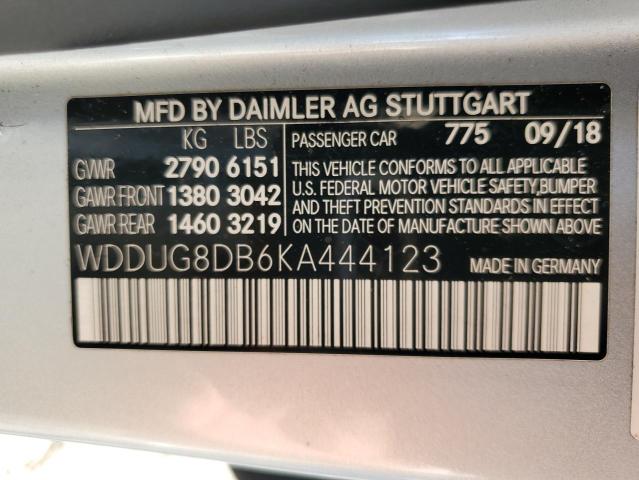 MFD BY DAIMLER AG STUTTGART
KG LBS PASSENGER CAR 775 09/18
GVWR 2790 6151 THIS VEHICLE CONFORMS TO ALL APPLICABLE
GAWR FRONT 1380 3042 U.S. FEDERAL MOTOR VEHICLE SAFETY,BUMPER
AND THEFT PREVENTION STANDARDS IN EFFECT
GAWR REAR 1460 3219 ON THE DATE OF MANUFACTURE SHOWN ABOVE.
WDDUG8DB6KA444123 MADE IN GERMANY